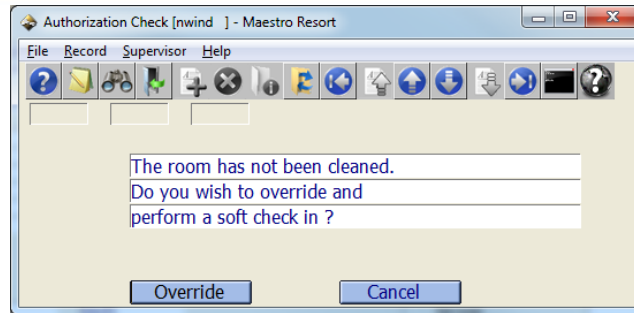 Authorization Check [nwind   ] - Maestro Resort
File Record Supervisor Help
The room has not been cleaned.
Do you wish to override and
perform a soft check in ?
Override Cancel